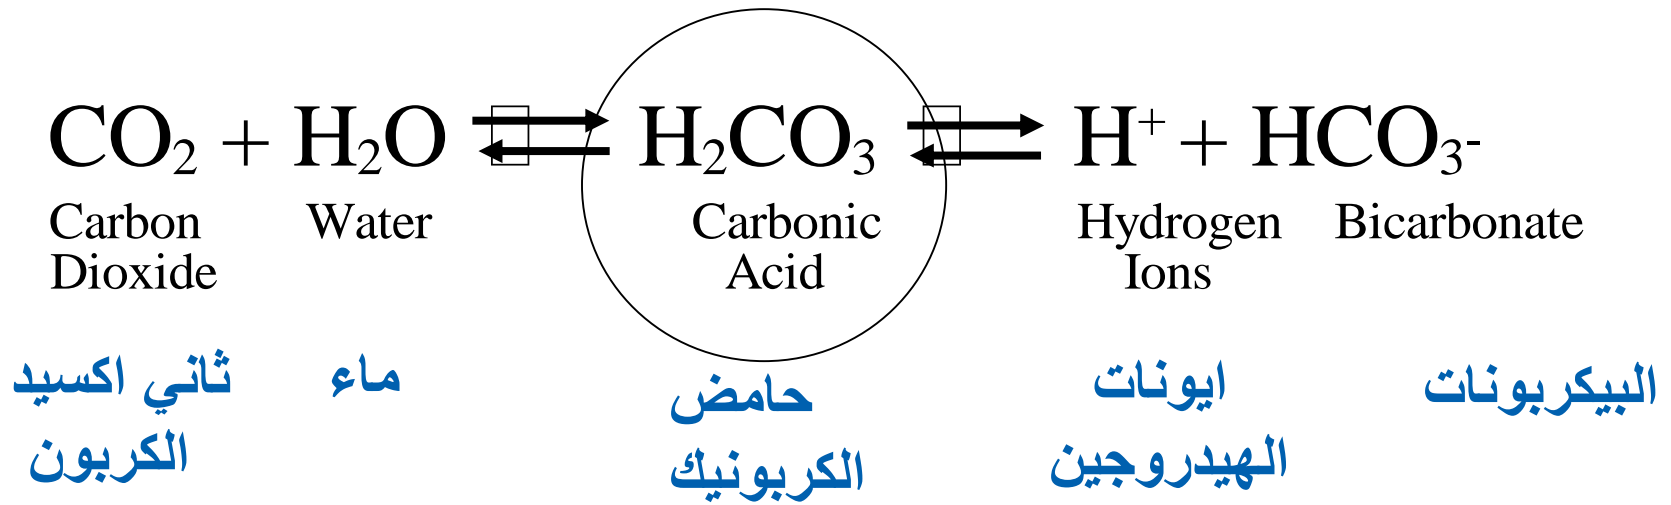 CO₂ + H₂O ⇌ H₂CO₃ ⇌ H⁺ + HCO₃-
Carbon Water Carbonic Hydrogen Bicarbonate
Dioxide Acid Ions
ثاني اكسيد ماء حامض ايونات البيكربونات
الكربون الكربونيك الهيدروجين